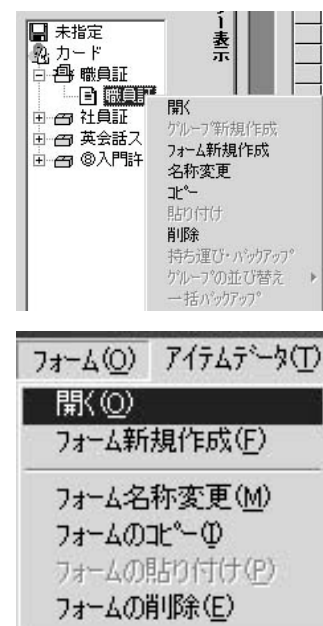 未指定
カード
職員証
職員証
社員証
英会話ス
◎入門許
ー表示
開く
グループ新規作成
フォーム新規作成
名称変更
コピー
貼り付け
削除
持ち運び・バックアップ
グループの並び替え
一括バックアップ
フォーム(O) アイテムデータ(T)
開く(O)
フォーム新規作成(F)
フォーム名称変更(M)
フォームのコピー(I)
フォームの貼り付け(P)
フォームの削除(E)